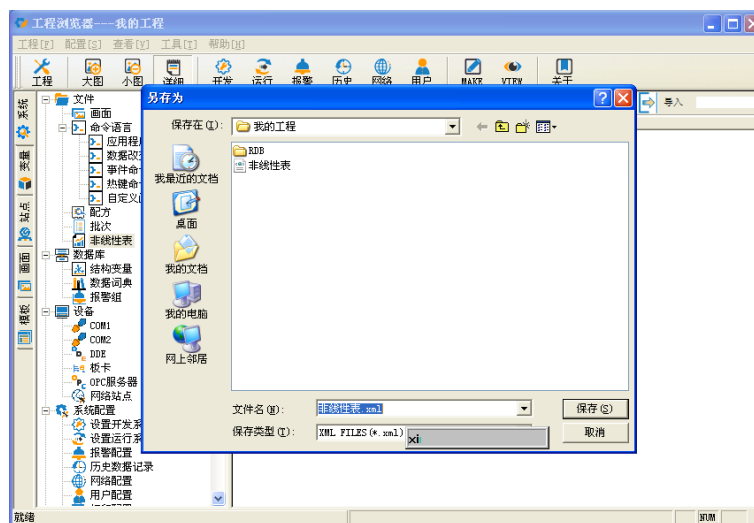 工程浏览器---我的工程
工程[F] 配置[S] 查看[V] 工具[T] 帮助[H]
工程 大图 小图 详细 开发 运行 报警 历史 网络 用户 MAKE VIEW 关于
系统
变量
站点
画面
模板
文件
画面
命令语言
应用程
数据改
事件命
热键命
自定义
配方
批次
非线性表
数据库
结构变量
数据词典
报警组
设备
COM1
COM2
DDE
板卡
OPC服务器
网络站点
系统配置
设置开发系
设置运行系
报警配置
历史数据记录
网络配置
用户配置
导入
另存为
保存在(I): 我的工程
我最近的文档
桌面
我的文档
我的电脑
网上邻居
RDB
非线性表
文件名(N): 非线性表.xml 保存(S)
保存类型(T): XML FILES(*.xml) 取消
xi
就绪 NUM